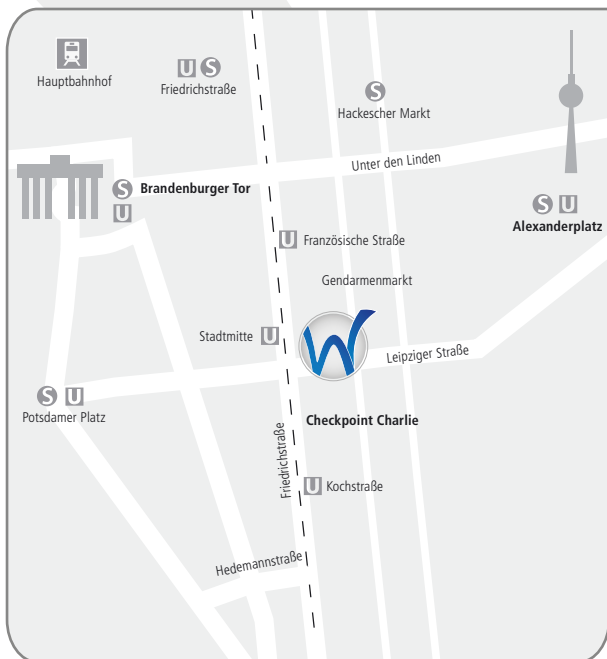 Hauptbahnhof
U S
Friedrichstraße
S
Hackescher Markt
Unter den Linden
S Brandenburger Tor
U
S U
Alexanderplatz
U Französische Straße
Gendarmenmarkt
Stadtmitte U
W
Leipziger Straße
S U
Potsdamer Platz
Checkpoint Charlie
Friedrichstraße
U Kochstraße
Hedemannstraße